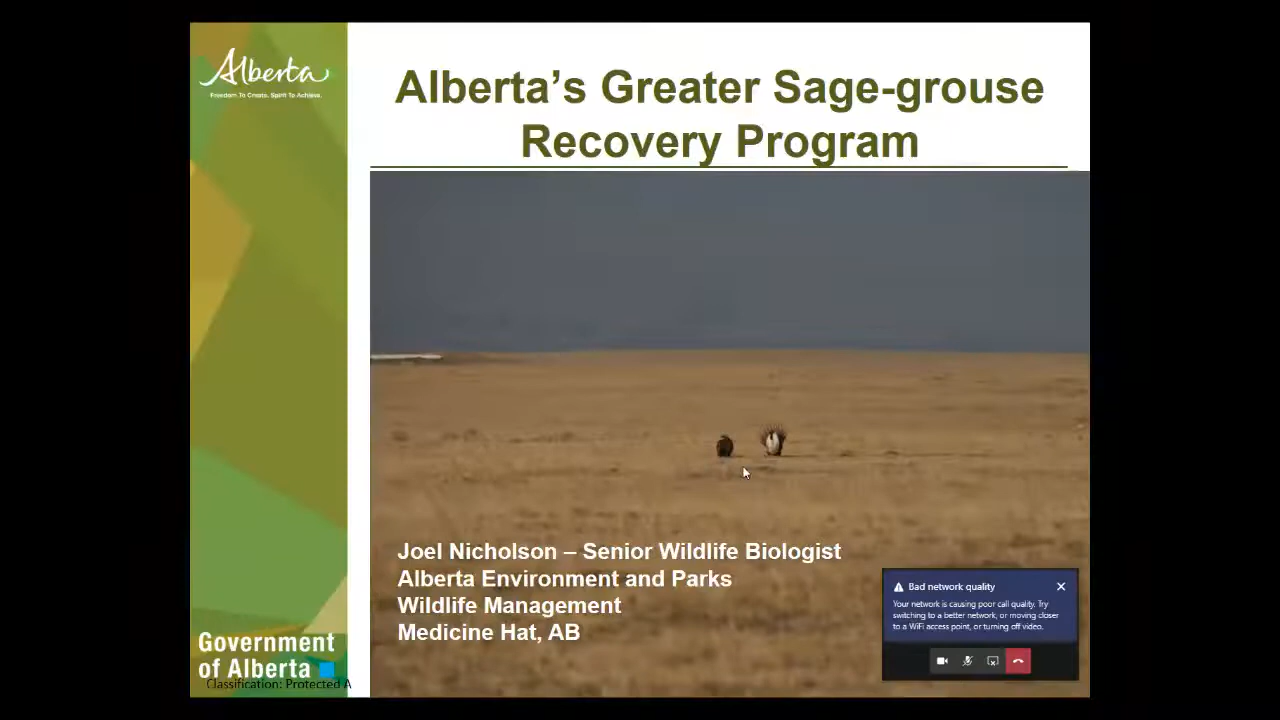 Alberta
Freedom To Create. Spirit To Achieve.
Alberta's Greater Sage-grouse
Recovery Program
Joel Nicholson – Senior Wildlife Biologist
Alberta Environment and Parks
Wildlife Management
Medicine Hat, AB
Government
of Alberta
Classification: Protected A
Bad network quality
Your network is causing poor call quality. Try
switching to a better network, or moving closer
to a WiFi access point, or turning off video.